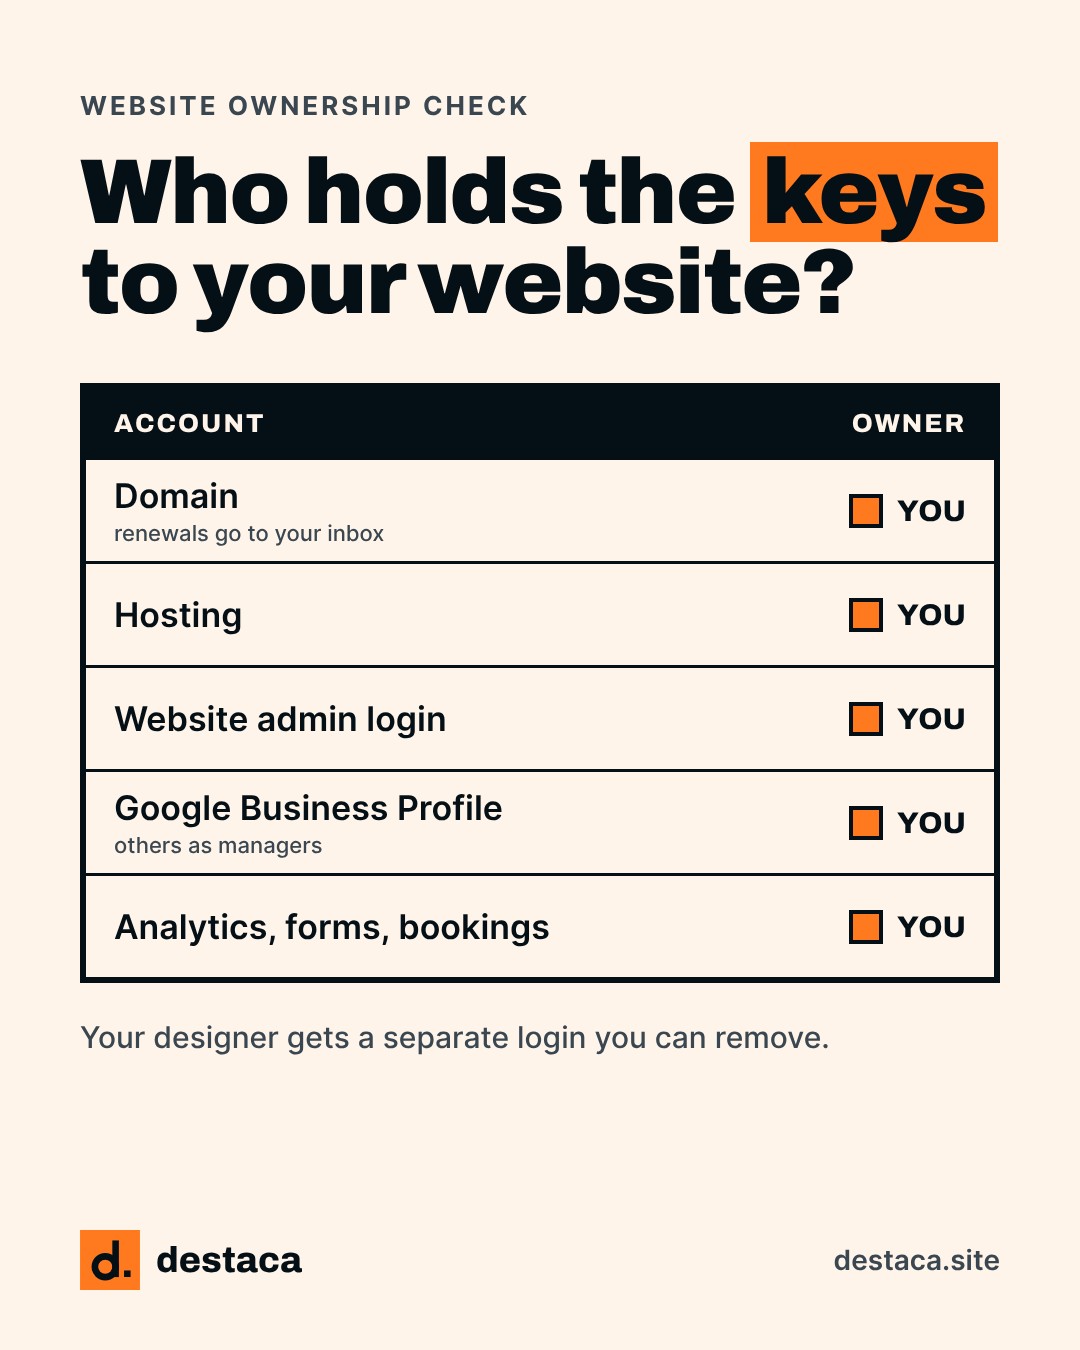 WEBSITE OWNERSHIP CHECK
Who holds the keys
to your website?
ACCOUNT OWNER
Domain
renewals go to your inbox
YOU
Hosting YOU
Website admin login YOU
Google Business Profile
others as managers
YOU
Analytics, forms, bookings YOU
Your designer gets a separate login you can remove.
d. destaca
destaca.site